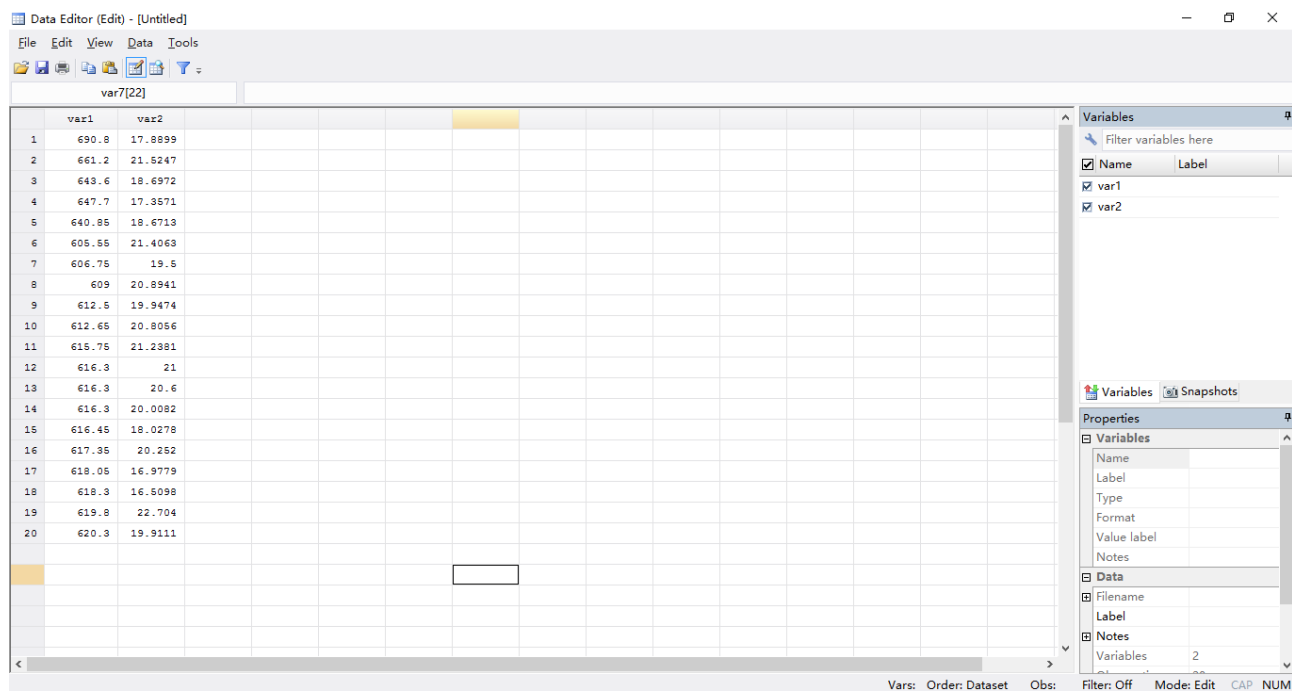 Data Editor (Edit) - [Untitled]
File Edit View Data Tools
var7[22]
var1 var2
1 690.8 17.8899
2 661.2 21.5247
3 643.6 18.6972
4 647.7 17.3571
5 640.85 18.6713
6 605.55 21.4063
7 606.75 19.5
8 609 20.8941
9 612.5 19.9474
10 612.65 20.8056
11 615.75 21.2381
12 616.3 21
13 616.3 20.6
14 616.3 20.0082
15 616.45 18.0278
16 617.35 20.252
17 618.05 16.9779
18 618.3 16.5098
19 619.8 22.704
20 620.3 19.9111
Variables
Filter variables here
Name Label
var1
var2
Variables Snapshots
Properties
Variables
Name
Label
Type
Format
Value label
Notes
Data
Filename
Label
Notes
Variables 2
Vars: Order: Dataset Obs: Filter: Off Mode: Edit CAP NUM